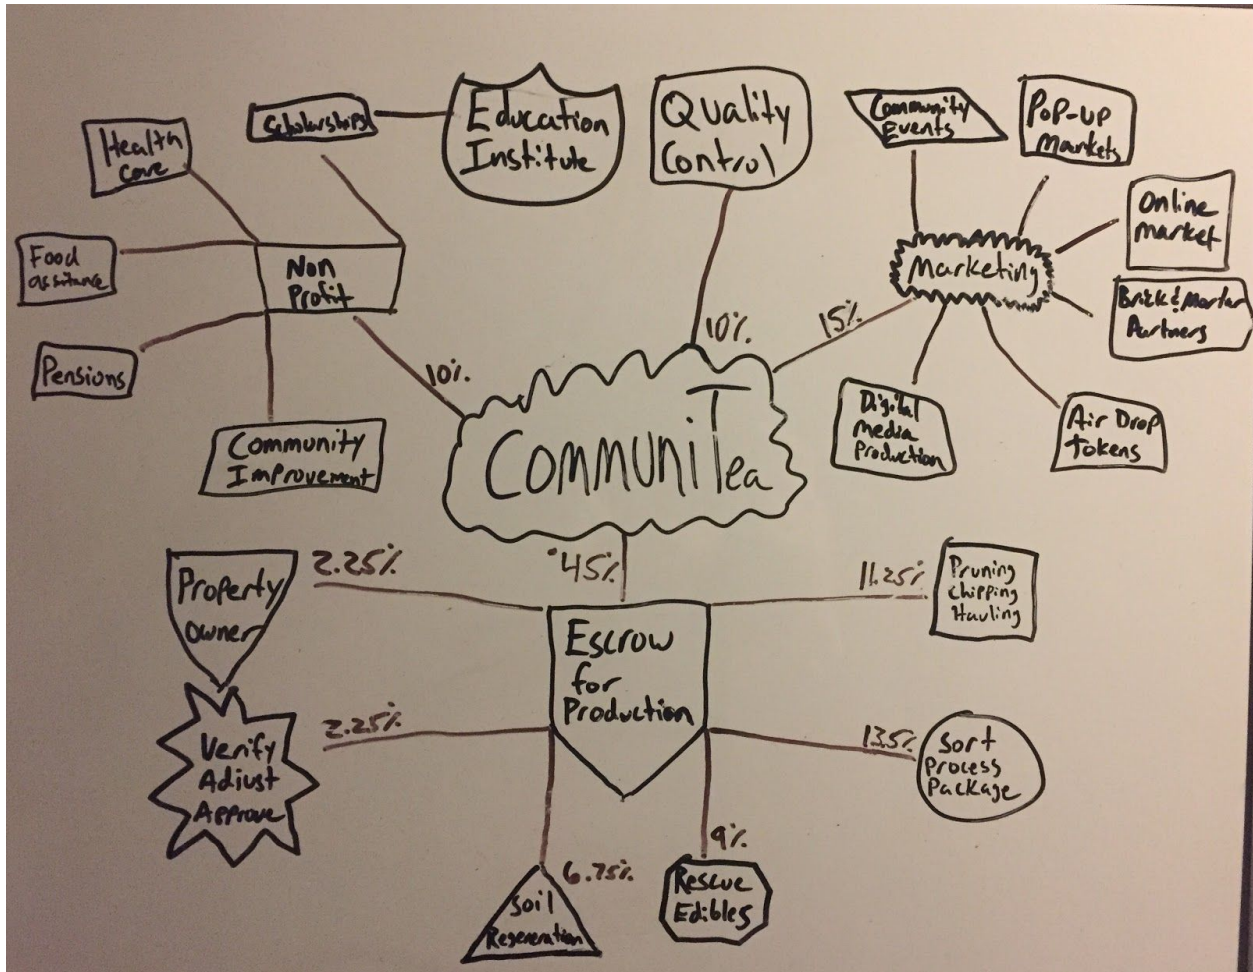 Scholarships
Education
Institute
Quality
Control
Community
Events
Pop-up
Markets
Health
Care
Online
Market
Food
assitance
Non
Profit
Marketing
Brick & Mortar
Partners
15%
10%
10%
Pensions
Community
Improvement
CommuniTea
Digital
Media
Production
Air Drop
Tokens
Property
Owner
2.25%
45%
11.25%
Pruning
Chipping
Hauling
Escrow
for
Production
Verify
Adjust
Approve
2.25%
13.5%
Sort
Process
Package
6.75%
Soil
Regeneration
9%
Rescue
Edibles